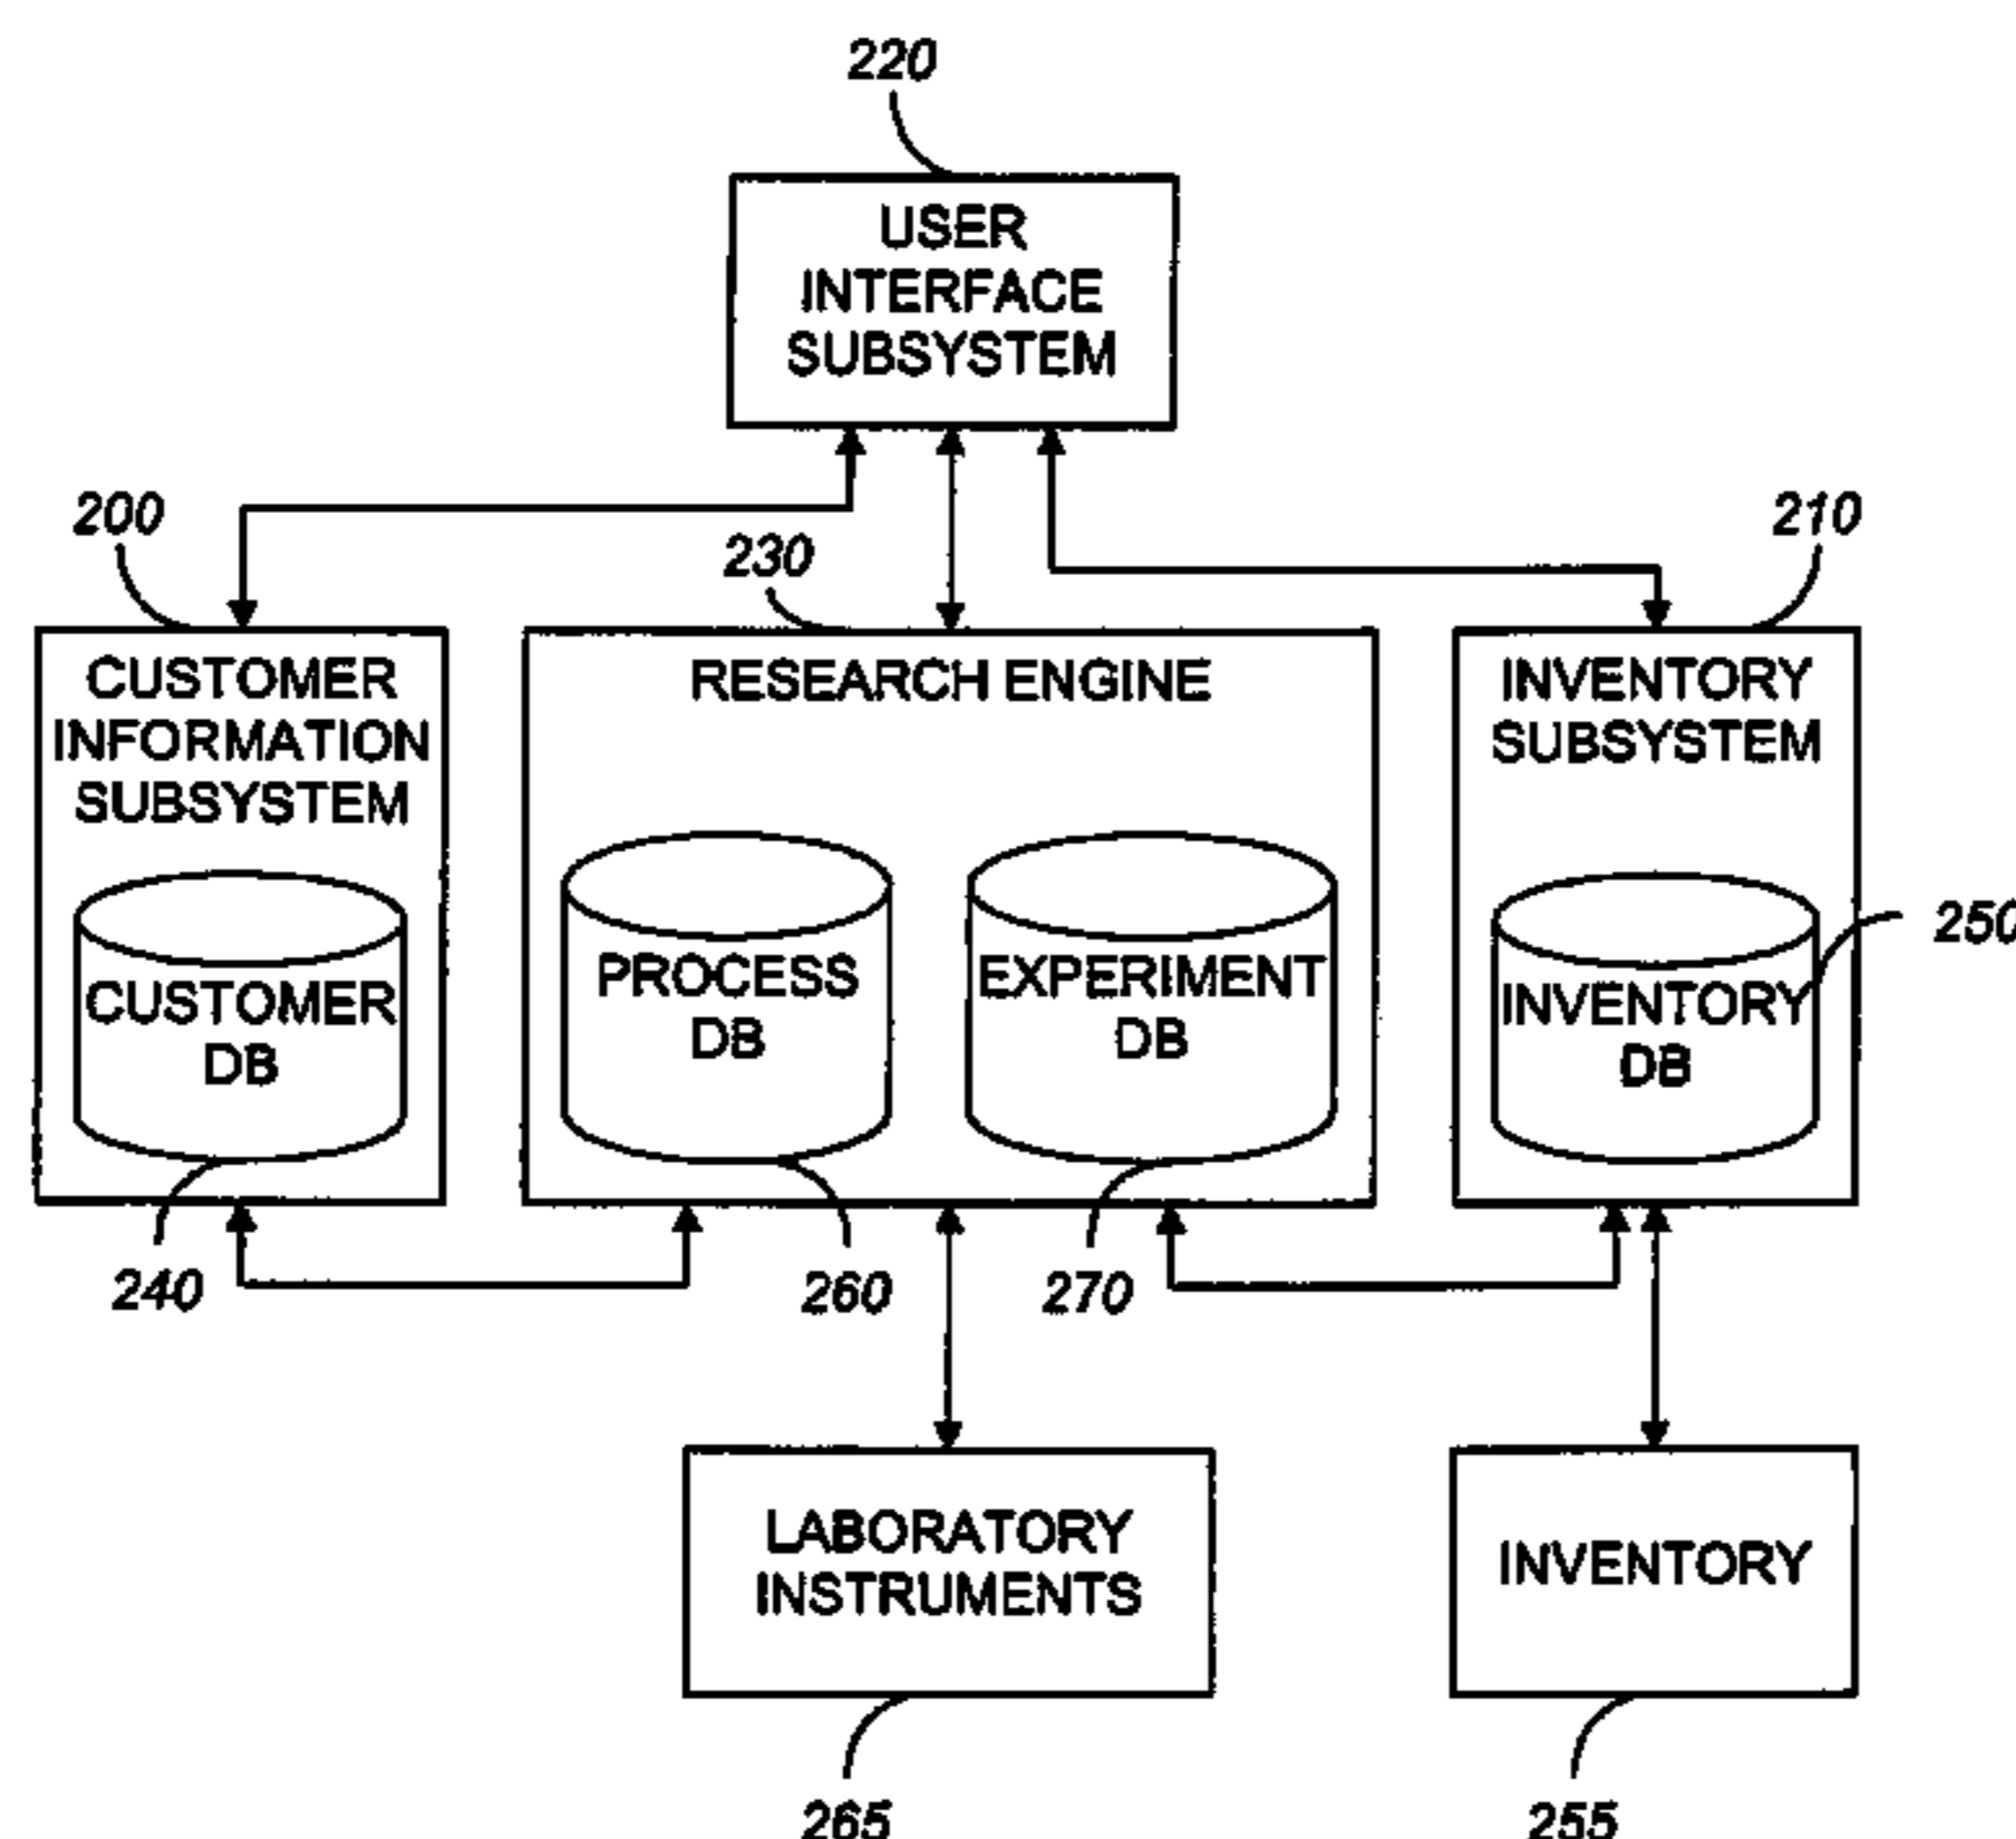 220
USER
INTERFACE
SUBSYSTEM
200
230
210
CUSTOMER
INFORMATION
SUBSYSTEM
RESEARCH ENGINE
INVENTORY
SUBSYSTEM
CUSTOMER
DB
PROCESS
DB
EXPERIMENT
DB
INVENTORY
DB
250
240
260
270
LABORATORY
INSTRUMENTS
INVENTORY
265
255